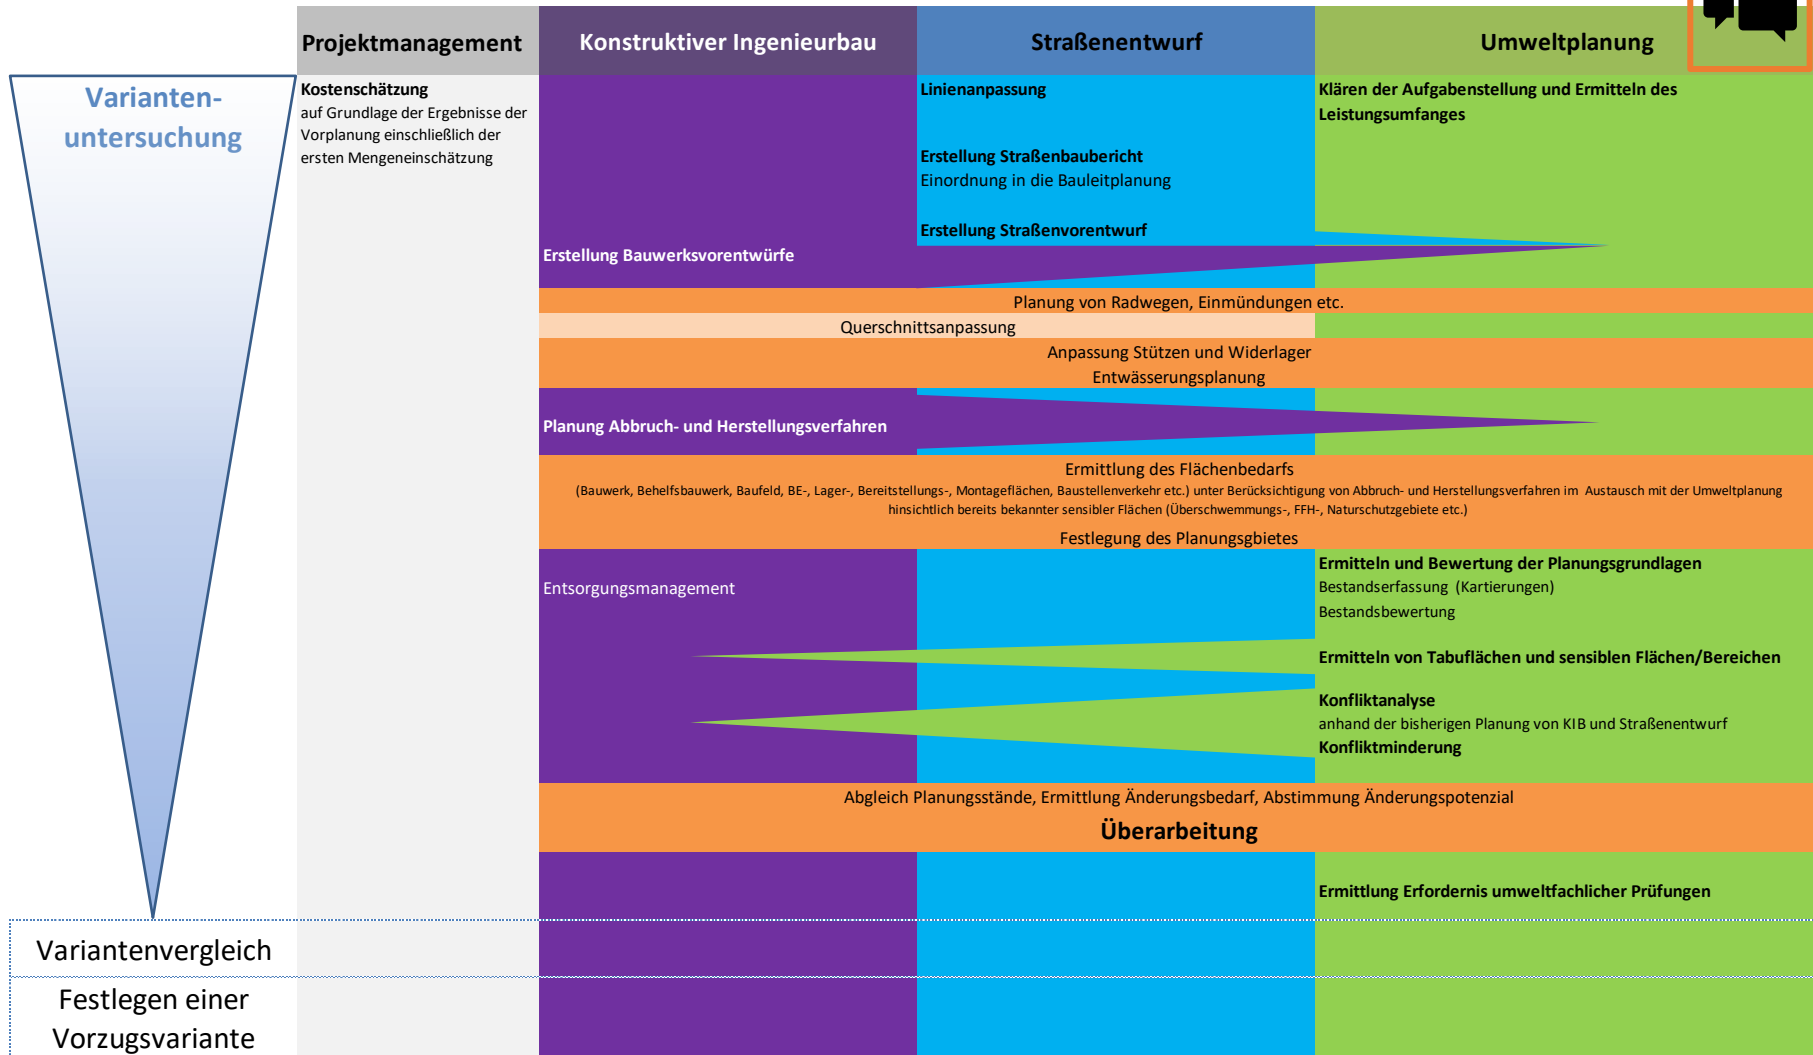 Projektmanagement
Konstruktiver Ingenieurbau
Straßenentwurf
Umweltplanung
Varianten-
untersuchung
Kostenschätzung
auf Grundlage der Ergebnisse der
Vorplanung einschließlich der
ersten Mengeneinschätzung
Linienanpassung
Klären der Aufgabenstellung und Ermitteln des
Leistungsumfanges
Erstellung Straßenbaubericht
Einordnung in die Bauleitplanung
Erstellung Straßenvorentwurf
Erstellung Bauwerksvorentwürfe
Planung von Radwegen, Einmündungen etc.
Querschnittsanpassung
Anpassung Stützen und Widerlager
Entwässerungsplanung
Planung Abbruch- und Herstellungsverfahren
Ermittlung des Flächenbedarfs
(Bauwerk, Behelfsbauwerk, Baufeld, BE-, Lager-, Bereitstellungs-, Montageflächen, Baustellenverkehr etc.) unter Berücksichtigung von Abbruch- und Herstellungsverfahren im Austausch mit der Umweltplanung
hinsichtlich bereits bekannter sensibler Flächen (Überschwemmungs-, FFH-, Naturschutzgebiete etc.)
Festlegung des Planungsgbietes
Entsorgungsmanagement
Ermitteln und Bewertung der Planungsgrundlagen
Bestandserfassung (Kartierungen)
Bestandsbewertung
Ermitteln von Tabuflächen und sensiblen Flächen/Bereichen
Konfliktanalyse
anhand der bisherigen Planung von KIB und Straßenentwurf
Konfliktminderung
Abgleich Planungsstände, Ermittlung Änderungsbedarf, Abstimmung Änderungspotenzial
Überarbeitung
Ermittlung Erfordernis umweltfachlicher Prüfungen
Variantenvergleich
Festlegen einer
Vorzugsvariante